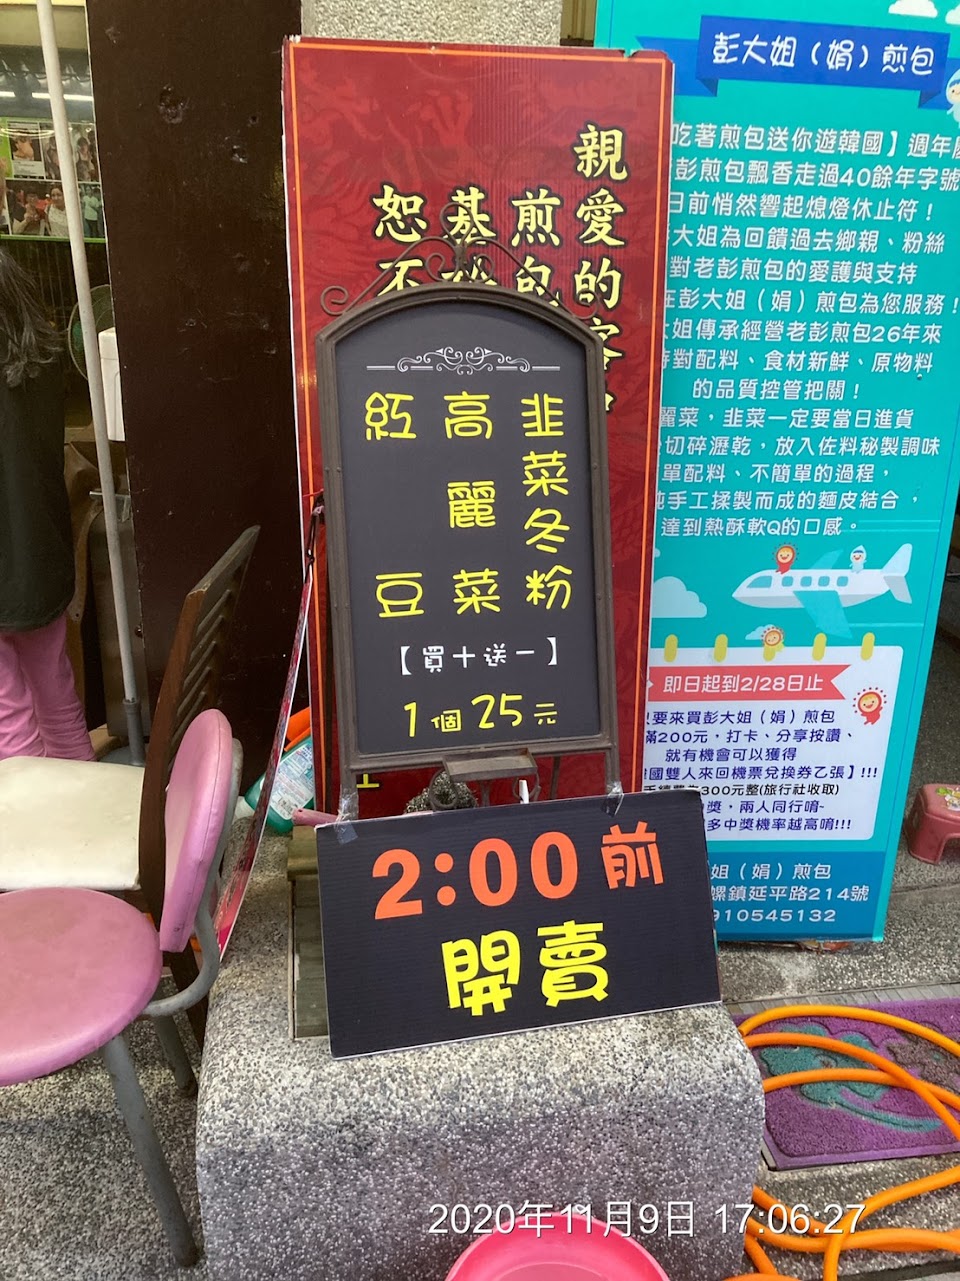 親愛的客
煎包
基於
恕不
韭菜冬粉
高麗菜
紅豆
【買十送一】
1個25元
2:00前
開賣
彭大姐（娟）煎包
吃著煎包送你遊韓國】週年
彭煎包飄香走過40餘年字號
日前悄然響起熄燈休止符！
大姐為回饋過去鄉親、粉絲
對老彭煎包的愛護與支持
在彭大姐（娟）煎包為您服務！
大姐傳承經營老彭煎包26年來
持對配料、食材新鮮、原物料
的品質控管把關！
麗菜，韭菜一定要當日進貨
切碎瀝乾，放入佐料秘製調味
單配料、不簡單的過程，
純手工揉製而成的麵皮結合，
達到熱酥軟Q的口感。
即日起到2/28日止
只要來買彭大姐（娟）煎包
滿200元，打卡、分享按讚、
就有機會可以獲得
國雙人來回機票兌換券乙張】!!!
300元整(旅行社收取)
獎，兩人同行唷~
多中獎機率越高唷!!!
姐（娟）煎包
螺鎮延平路214號
910545132
2020年11月9日 17:06:27